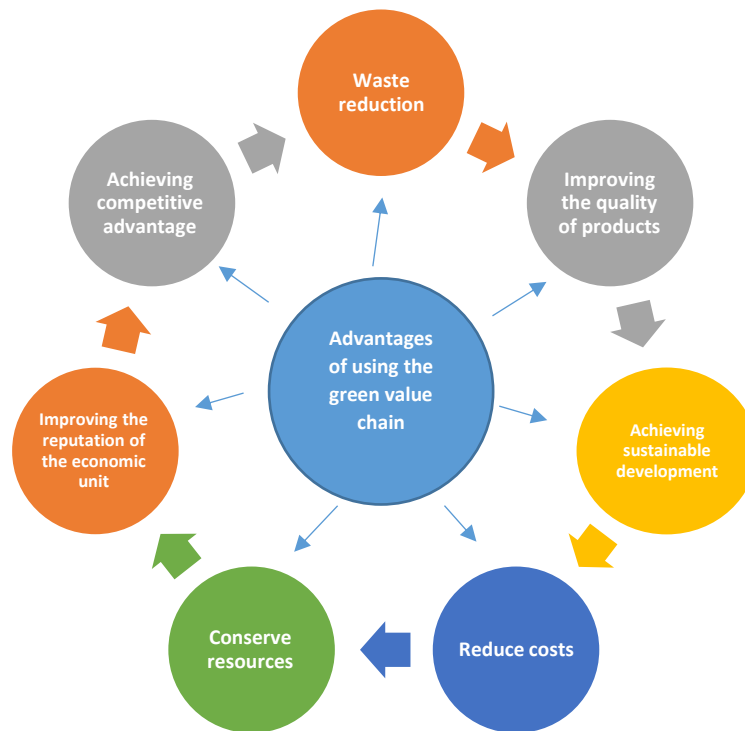 Waste
reduction
Improving
the quality
of products
Achieving
sustainable
development
Reduce costs
Conserve
resources
Improving the
reputation of
the economic
unit
Achieving
competitive
advantage
Advantages
of using the
green value
chain